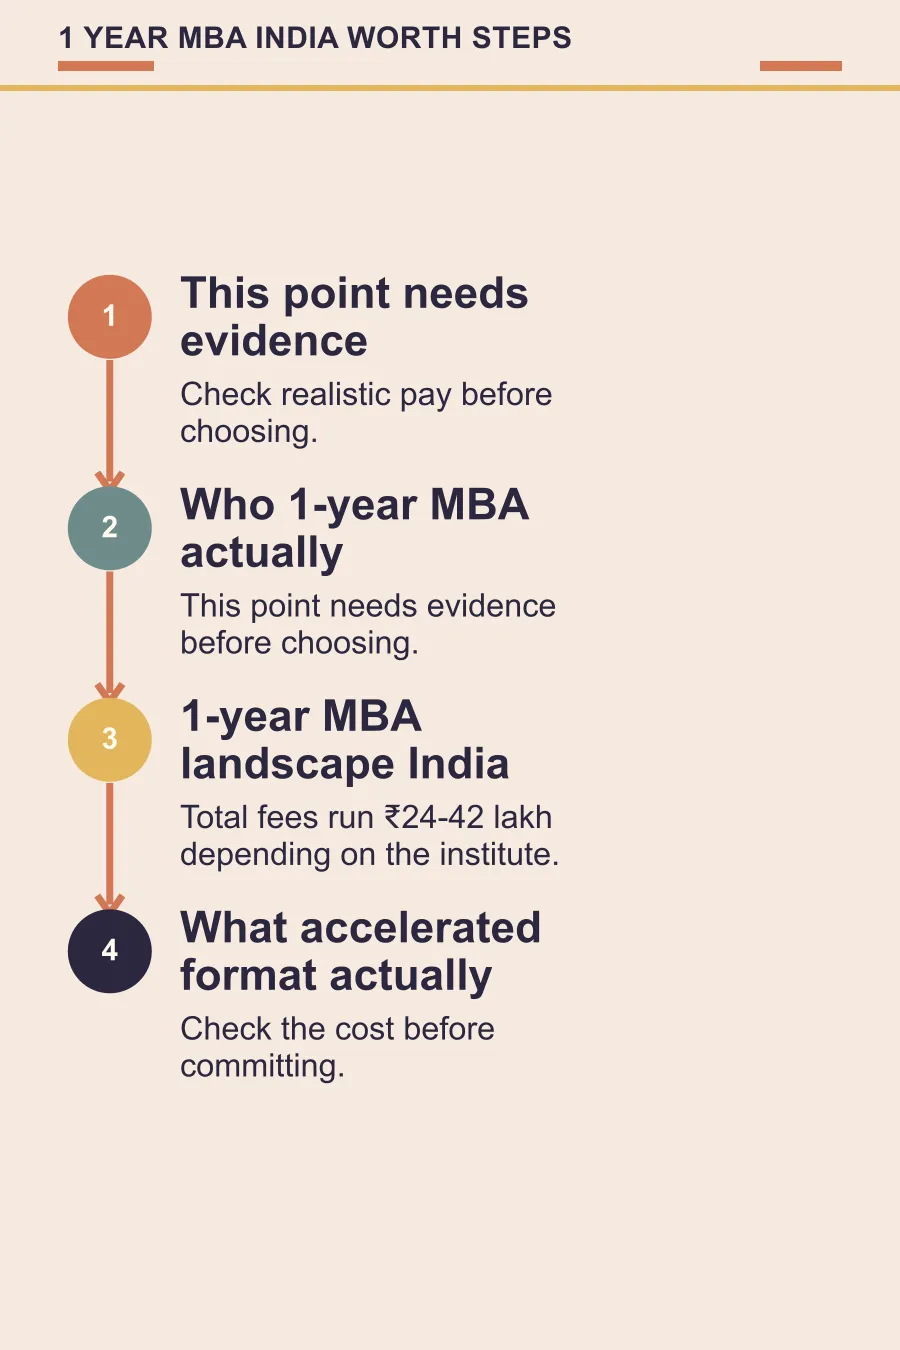 1 YEAR MBA INDIA WORTH STEPS
1
This point needs
evidence
Check realistic pay before
choosing.
2
Who 1-year MBA
actually
This point needs evidence
before choosing.
3
1-year MBA
landscape India
Total fees run ₹24-42 lakh
depending on the institute.
4
What accelerated
format actually
Check the cost before
committing.